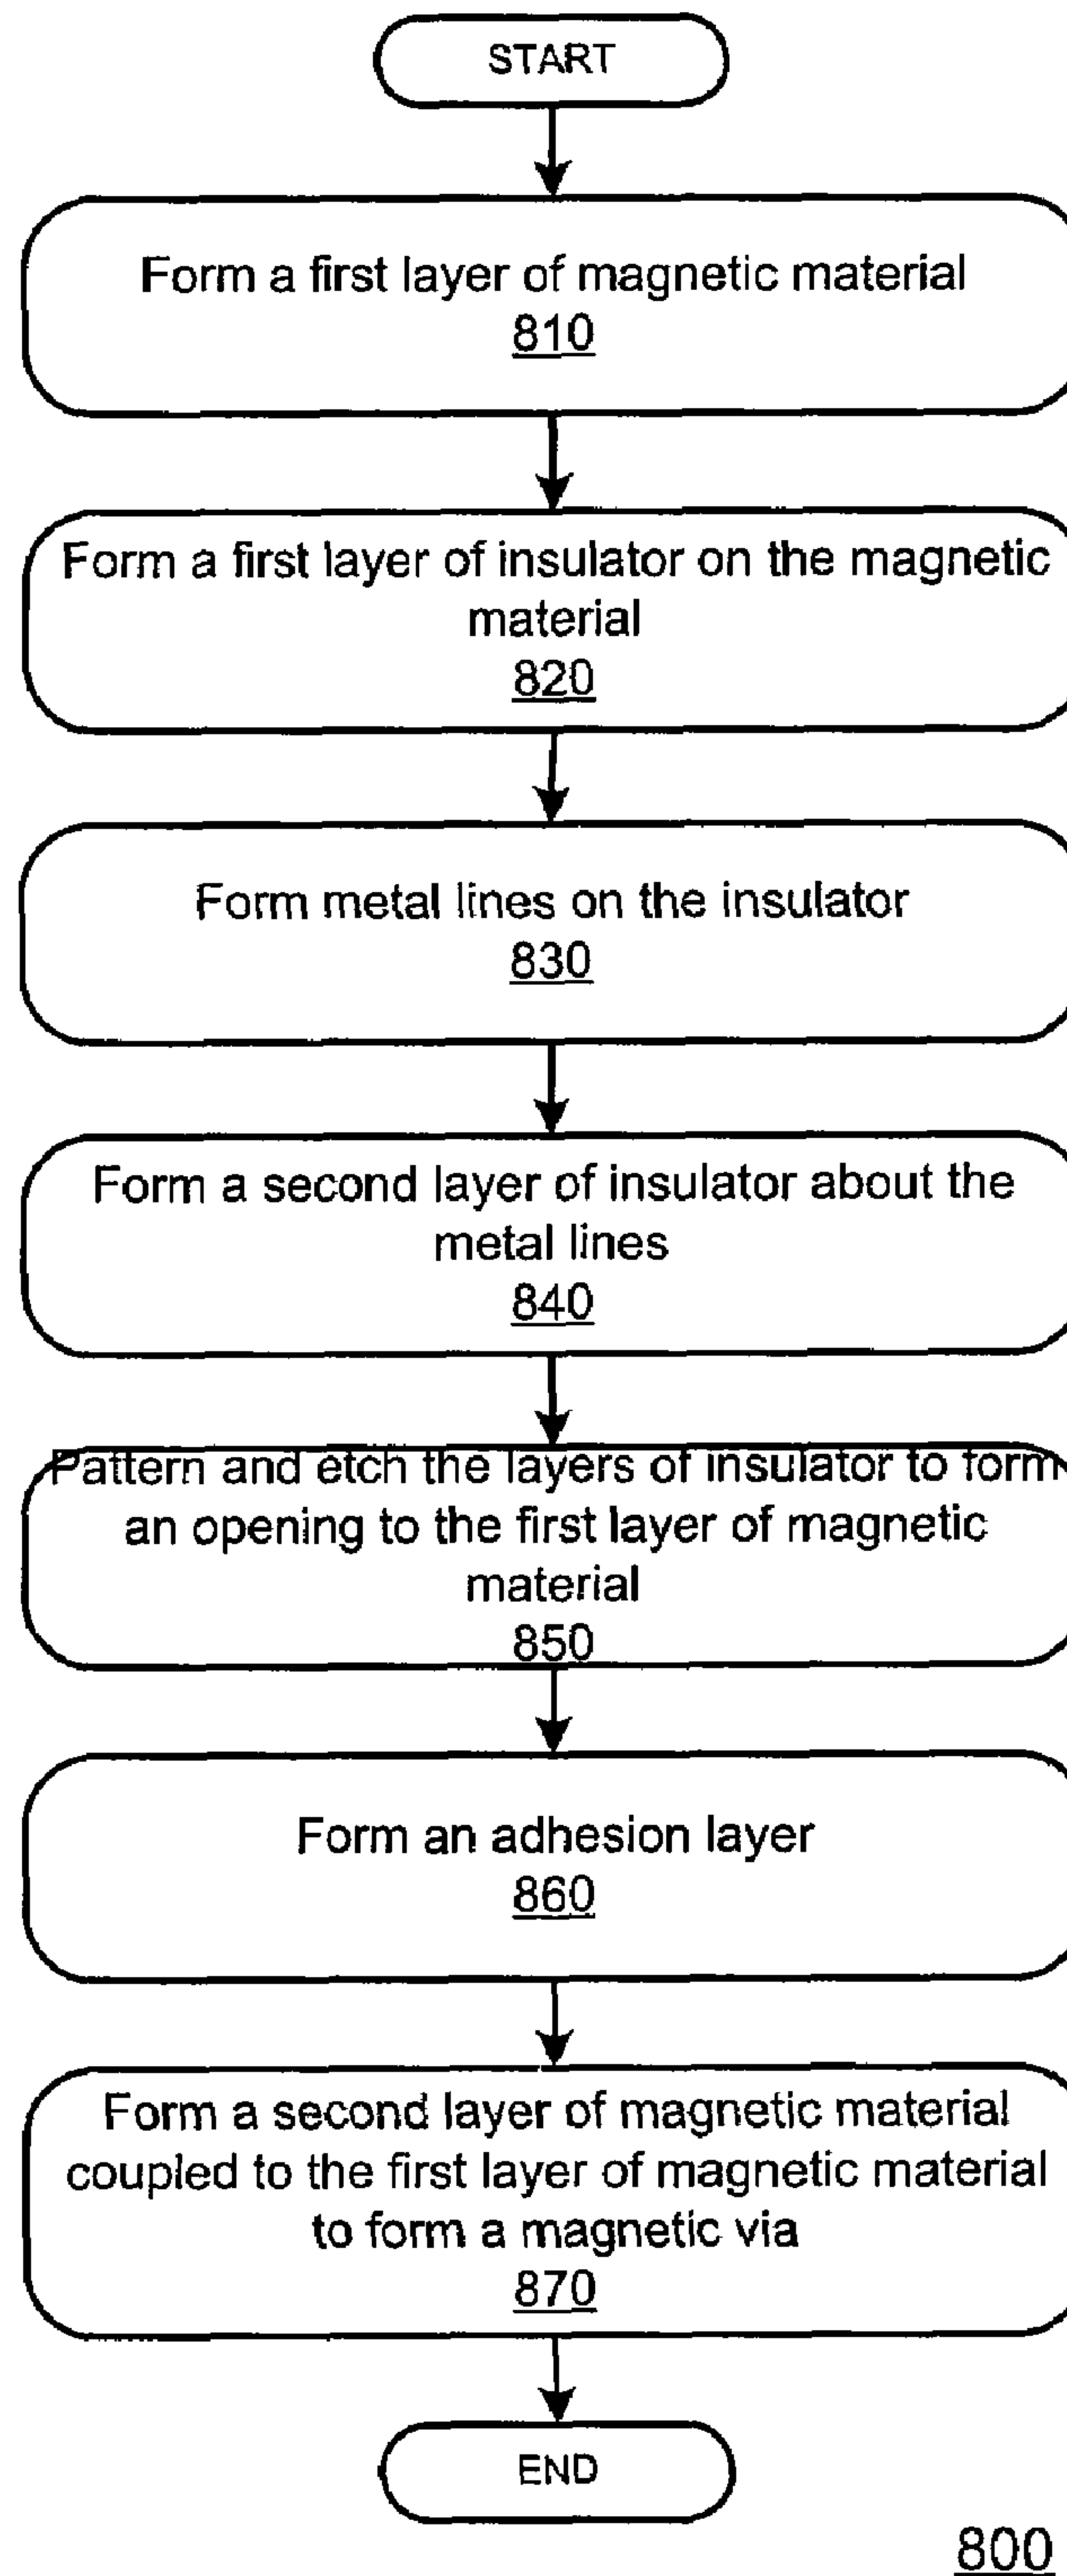 START
Form a first layer of magnetic material
810
Form a first layer of insulator on the magnetic
material
820
Form metal lines on the insulator
830
Form a second layer of insulator about the
metal lines
840
Pattern and etch the layers of insulator to form
an opening to the first layer of magnetic
material
850
Form an adhesion layer
860
Form a second layer of magnetic material
coupled to the first layer of magnetic material
to form a magnetic via
870
END
800